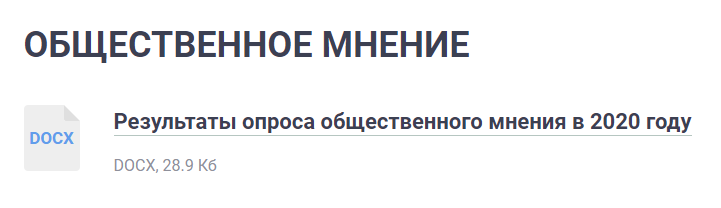 ОБЩЕСТВЕННОЕ МНЕНИЕ
DOCX
Результаты опроса общественного мнения в 2020 году
DOCX, 28.9 Кб